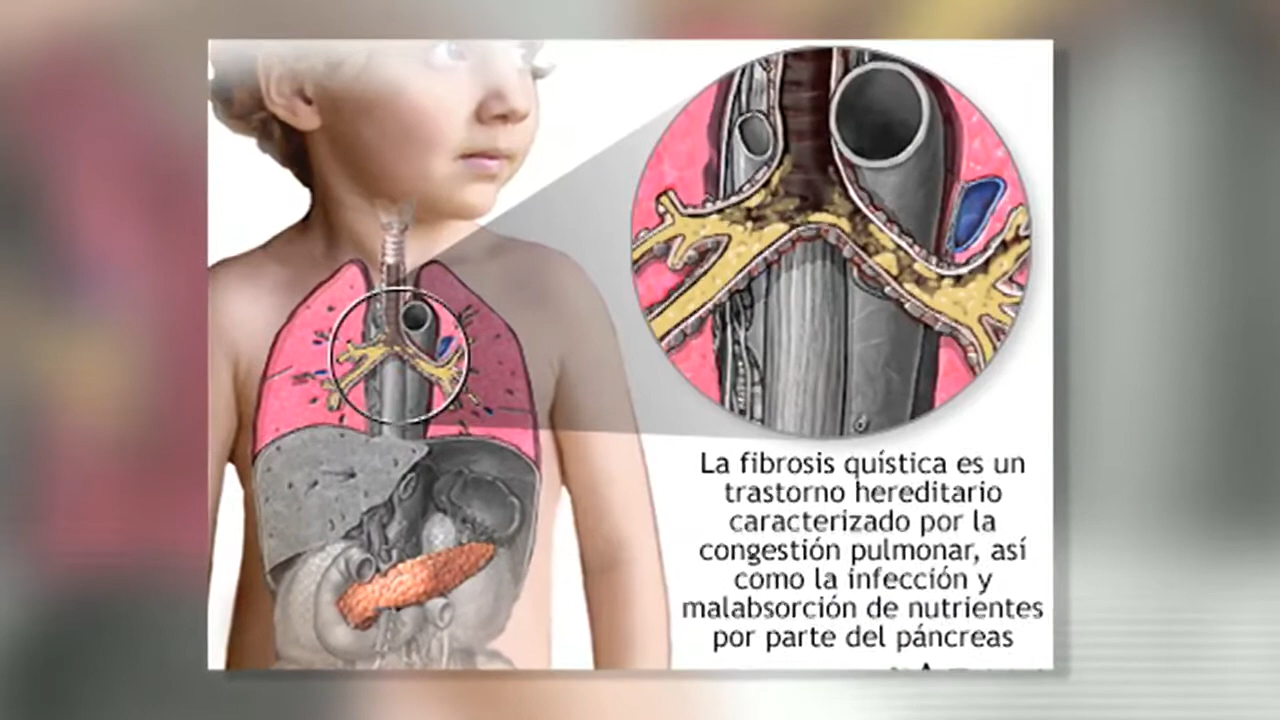 La fibrosis quística es un
trastorno hereditario
caracterizado por la
congestión pulmonar, así
como la infección y
malabsorción de nutrientes
por parte del páncreas